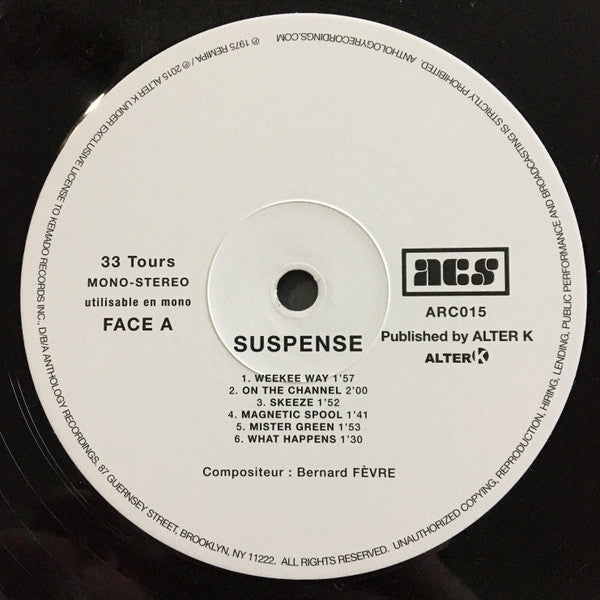 ℗ 1975 REMIPA / ℗ 2015 ALTER K UNDER EXCLUSIVE LICENSE TO KEMADO RECORDS INC., D/B/A ANTHOLOGY RECORDINGS, 87 GUERNSEY STREET, BROOKLYN, NY 11222. ALL RIGHTS RESERVED. UNAUTHORIZED COPYING, REPRODUCTION, HIRING, LENDING, PUBLIC PERFORMANCE AND BROADCASTING IS STRICTLY PROHIBITED. ANTHOLOGYRECORDINGS.COM
33 Tours
MONO-STEREO
utilisable en mono
FACE A
acs
ARC015
Published by ALTER K
ALTER K
SUSPENSE
1. WEEKEE WAY 1'57
2. ON THE CHANNEL 2'00
3. SKEEZE 1'52
4. MAGNETIC SPOOL 1'41
5. MISTER GREEN 1'53
6. WHAT HAPPENS 1'30
Compositeur : Bernard FÈVRE